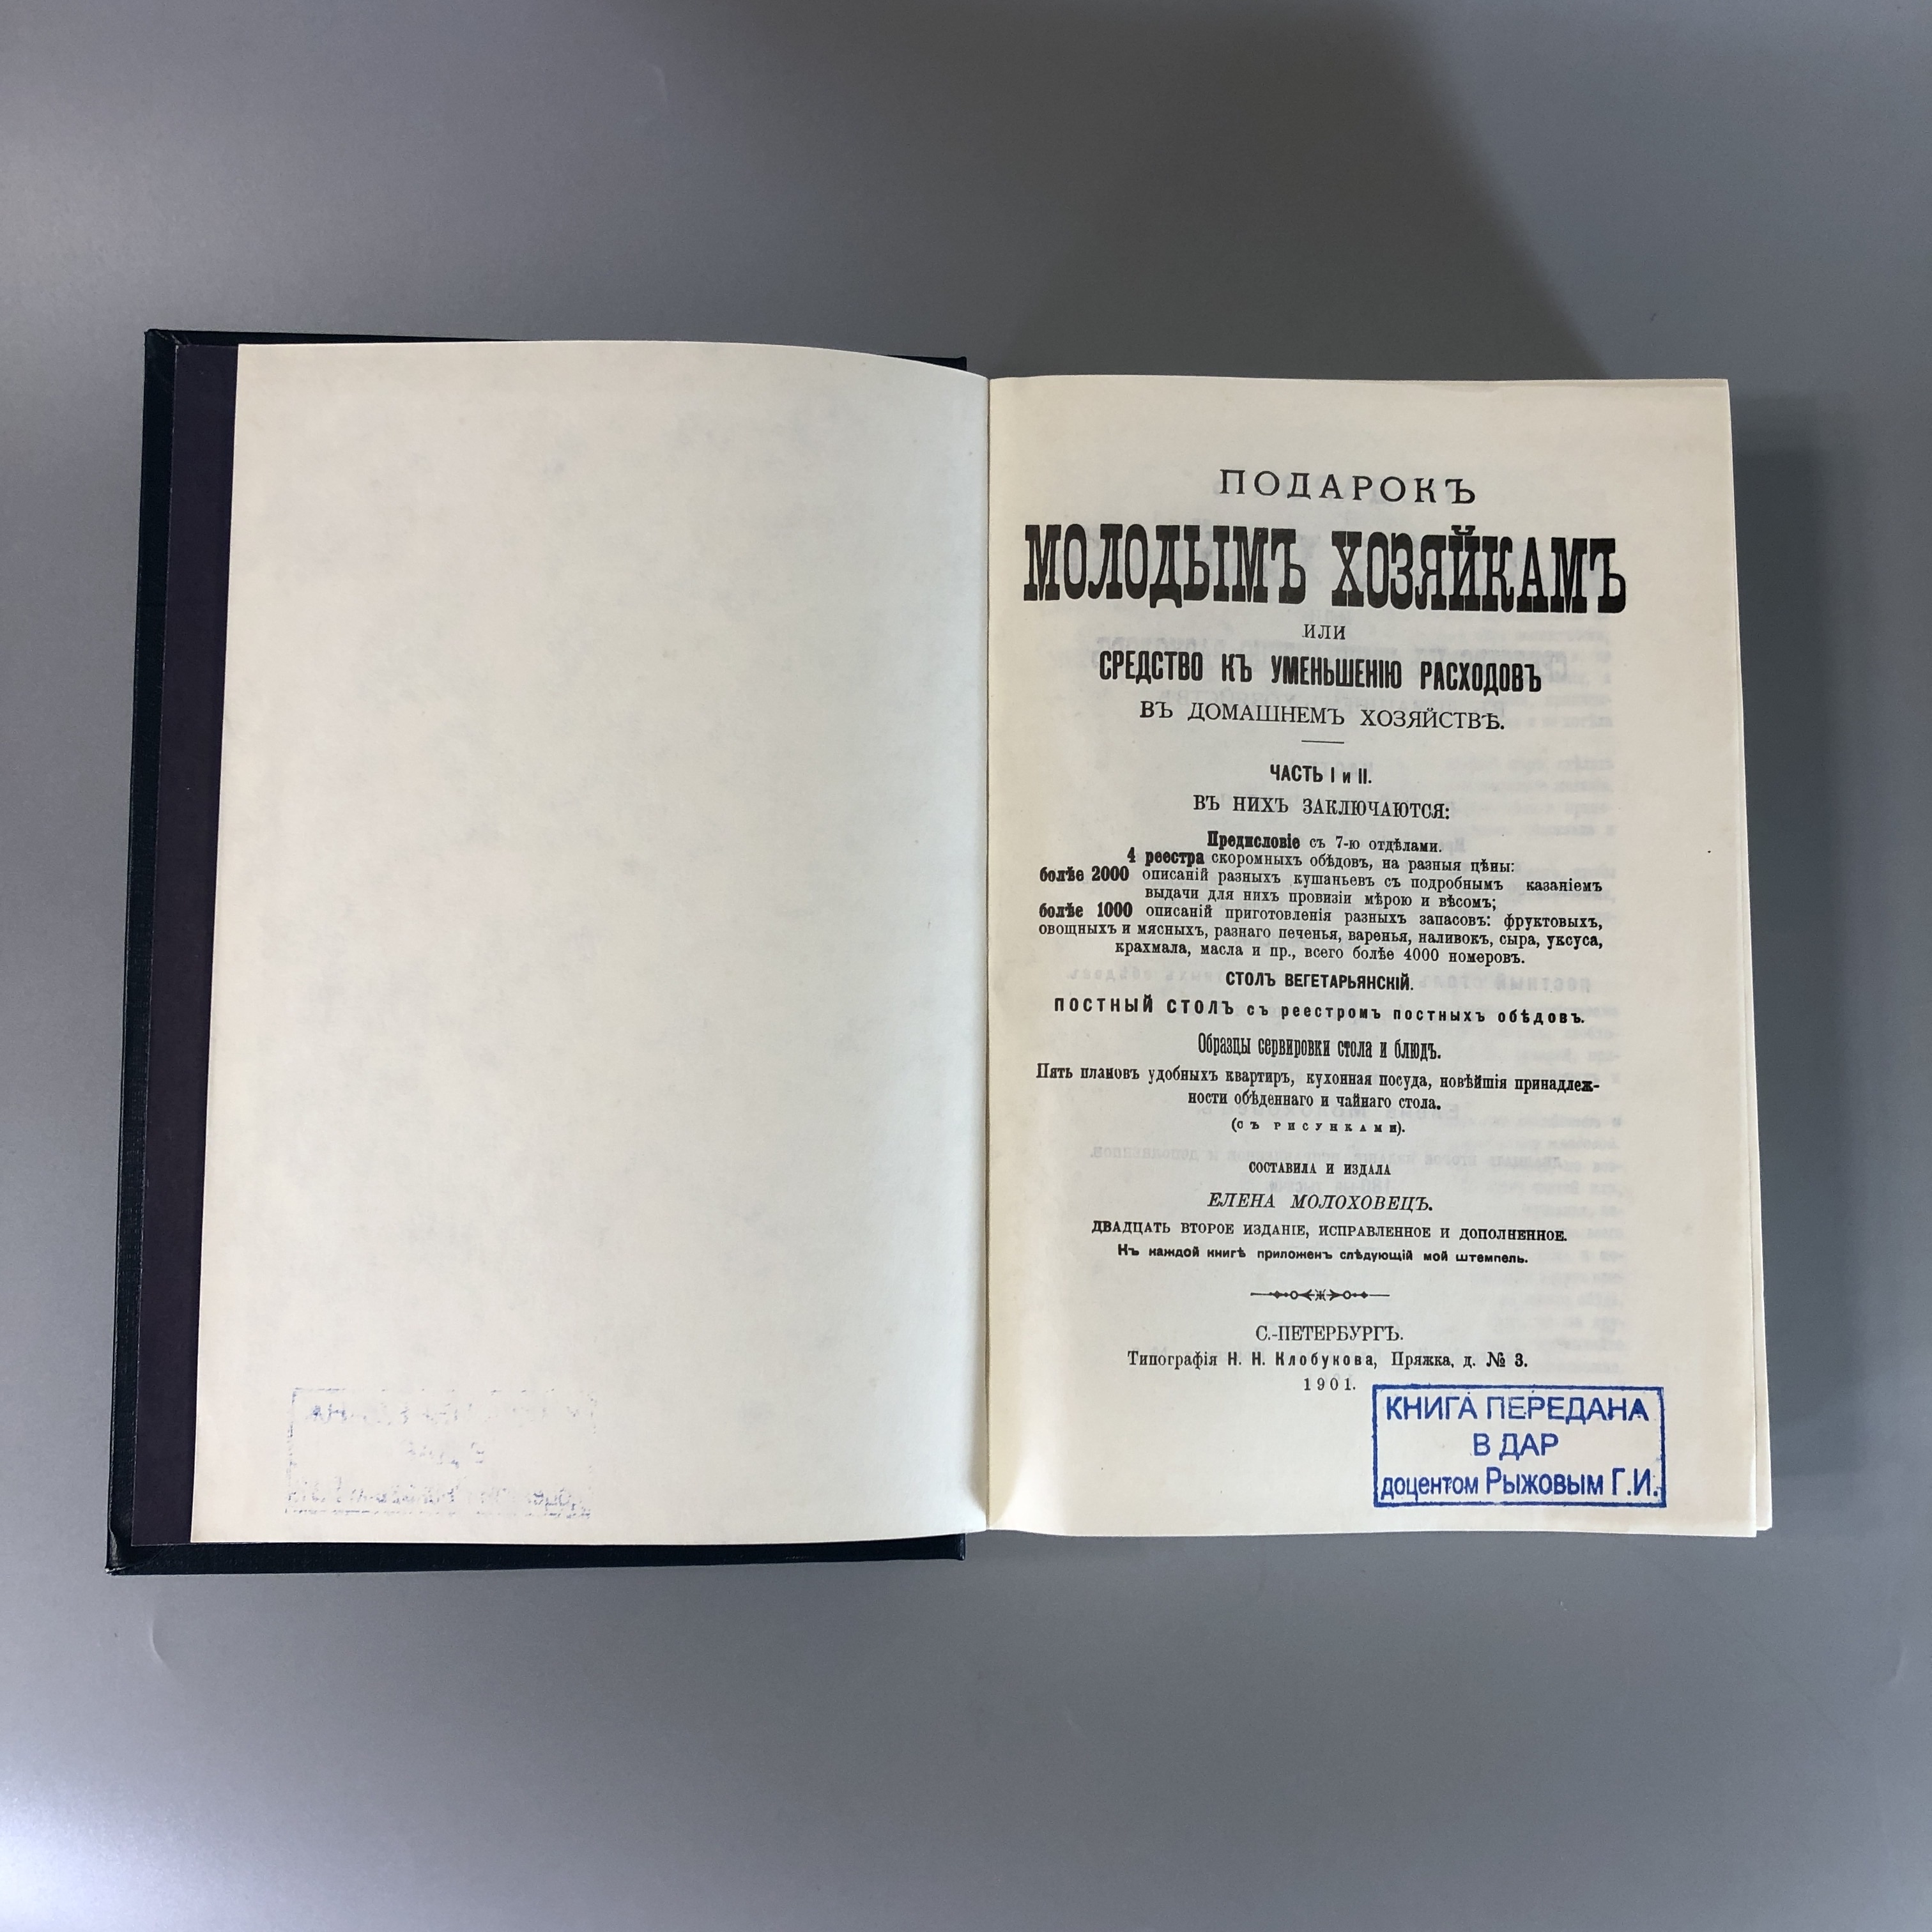 ПОДАРОКЪ
МОЛОДЫМЪ ХОЗЯЙКАМЪ
ИЛИ
СРЕДСТВО КЪ УМЕНЬШЕНІЮ РАСХОДОВЪ
ВЪ ДОМАШНЕМЪ ХОЗЯЙСТВѢ.
ЧАСТЬ I и II.
ВЪ НИХЪ ЗАКЛЮЧАЮТСЯ:
Предисловіе съ 7-ю отдѣлами.
4 реестра скоромныхъ обѣдовъ, на разныя цѣны:
болѣе 2000 описаній разныхъ кушаньевъ съ подробнымъ казаніемъ
выдачи для нихъ провизіи мѣрою и вѣсомъ;
болѣе 1000 описаній приготовленія разныхъ запасовъ: фруктовыхъ,
овощныхъ и мясныхъ, разнаго печенья, варенья, наливокъ, сыра, уксуса,
крахмала, масла и пр., всего болѣе 4000 номеровъ.
СТОЛЪ ВЕГЕТАРЬЯНСКІЙ.
ПОСТНЫЙ СТОЛЪ съ реестромъ постныхъ обѣдовъ.
Образцы сервировки стола и блюдъ.
Пять плановъ удобныхъ квартиръ, кухонная посуда, новѣйшія принадлеж-
ности обѣденнаго и чайнаго стола.
(съ рисунками).
СОСТАВИЛА И ИЗДАЛА
ЕЛЕНА МОЛОХОВЕЦЪ.
ДВАДЦАТЬ ВТОРОЕ ИЗДАНІЕ, ИСПРАВЛЕННОЕ И ДОПОЛНЕННОЕ.
Къ каждой книгѣ приложенъ слѣдующій мой штемпель.
С.-ПЕТЕРБУРГЪ.
Типографія Н. Н. Клобукова, Пряжка, д. № 3.
1901.
КНИГА ПЕРЕДАНА
В ДАР
доцентом Рыжовым Г.И.